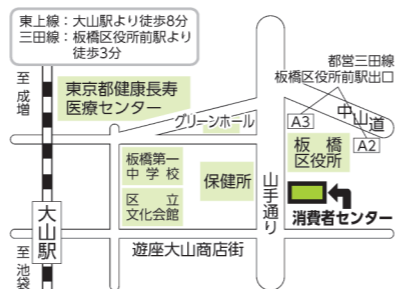 東上線：大山駅より徒歩8分
三田線：板橋区役所前駅より
徒歩3分
至
成増
東京都健康長寿
医療センター
グリーンホール
都営三田線
板橋区役所前駅出口
A3
中山道
A2
板橋
区役所
板橋第一
中学校
保健所
山手通り
区立
文化会館
消費者センター
大山駅
遊座大山商店街
至
池袋